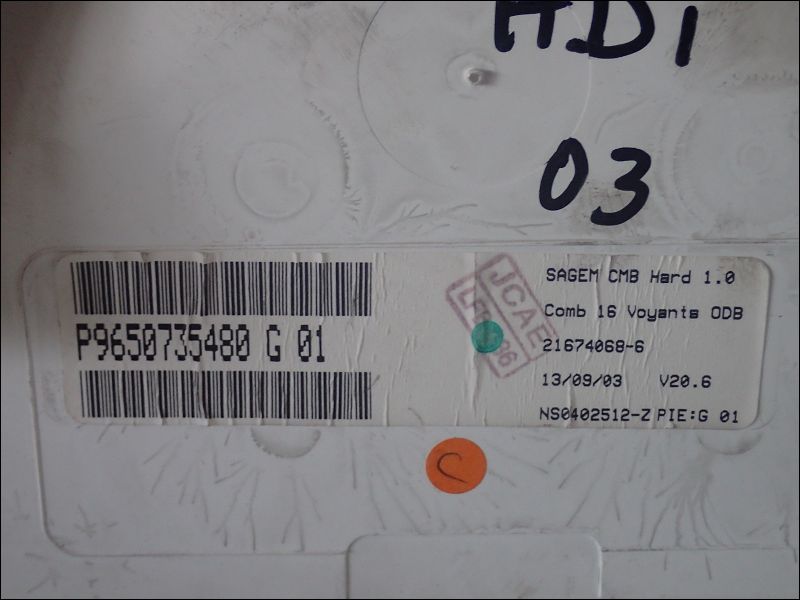 HDI
03
P9650735480 G 01
JCAE
SAGEM CMB Hard 1.0
Comb 16 Voyants ODB
21674068-6
13/09/03 V20.6
NS0402512-Z PIE:G 01
C